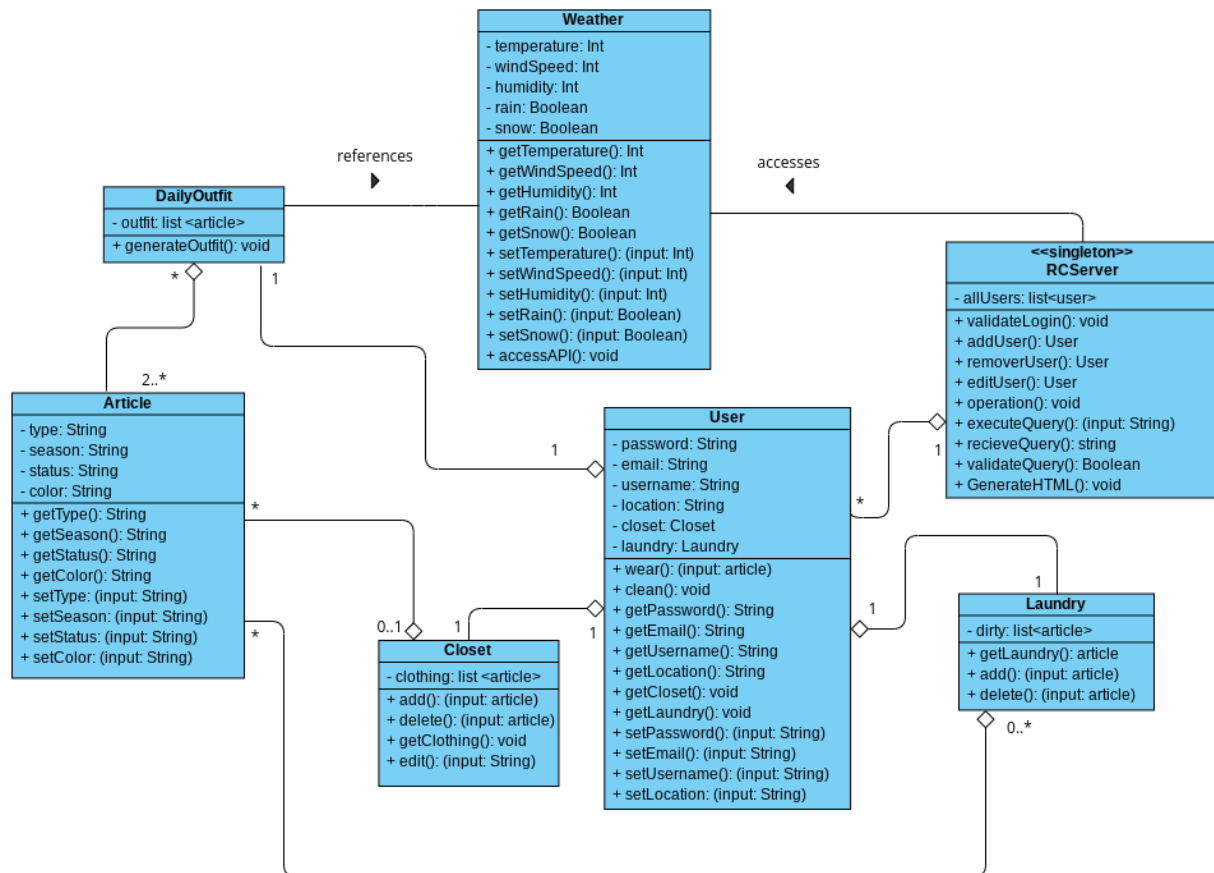 Weather
- temperature: Int
- windSpeed: Int
- humidity: Int
- rain: Boolean
- snow: Boolean
+ getTemperature(): Int
+ getWindSpeed(): Int
+ getHumidity(): Int
+ getRain(): Boolean
+ getSnow(): Boolean
+ setTemperature(): (input: Int)
+ setWindSpeed(): (input: Int)
+ setHumidity(): (input: Int)
+ setRain(): (input: Boolean)
+ setSnow(): (input: Boolean)
+ accessAPI(): void
references
accesses
DailyOutfit
- outfit: list <article>
+ generateOutfit(): void
*
1
<<singleton>>
RCServer
- allUsers: list<user>
+ validateLogin(): void
+ addUser(): User
+ removerUser(): User
+ editUser(): User
+ operation(): void
+ executeQuery(): (input: String)
+ recieveQuery(): string
+ validateQuery(): Boolean
+ GenerateHTML(): void
1
*
2..*
Article
- type: String
- season: String
- status: String
- color: String
+ getType(): String
+ getSeason(): String
+ getStatus(): String
+ getColor(): String
+ setType: (input: String)
+ setSeason: (input: String)
+ setStatus: (input: String)
+ setColor: (input: String)
*
*
1
User
- password: String
- email: String
- username: String
- location: String
- closet: Closet
- laundry: Laundry
+ wear(): (input: article)
+ clean(): void
+ getPassword(): String
+ getEmail(): String
+ getUsername(): String
+ getLocation(): String
+ getCloset(): void
+ getLaundry(): void
+ setPassword(): (input: String)
+ setEmail(): (input: String)
+ setUsername(): (input: String)
+ setLocation: (input: String)
0..1
1
1
Closet
- clothing: list <article>
+ add(): (input: article)
+ delete(): (input: article)
+ getClothing(): void
+ edit(): (input: String)
1
1
Laundry
- dirty: list<article>
+ getLaundry(): article
+ add(): (input: article)
+ delete(): (input: article)
0..*